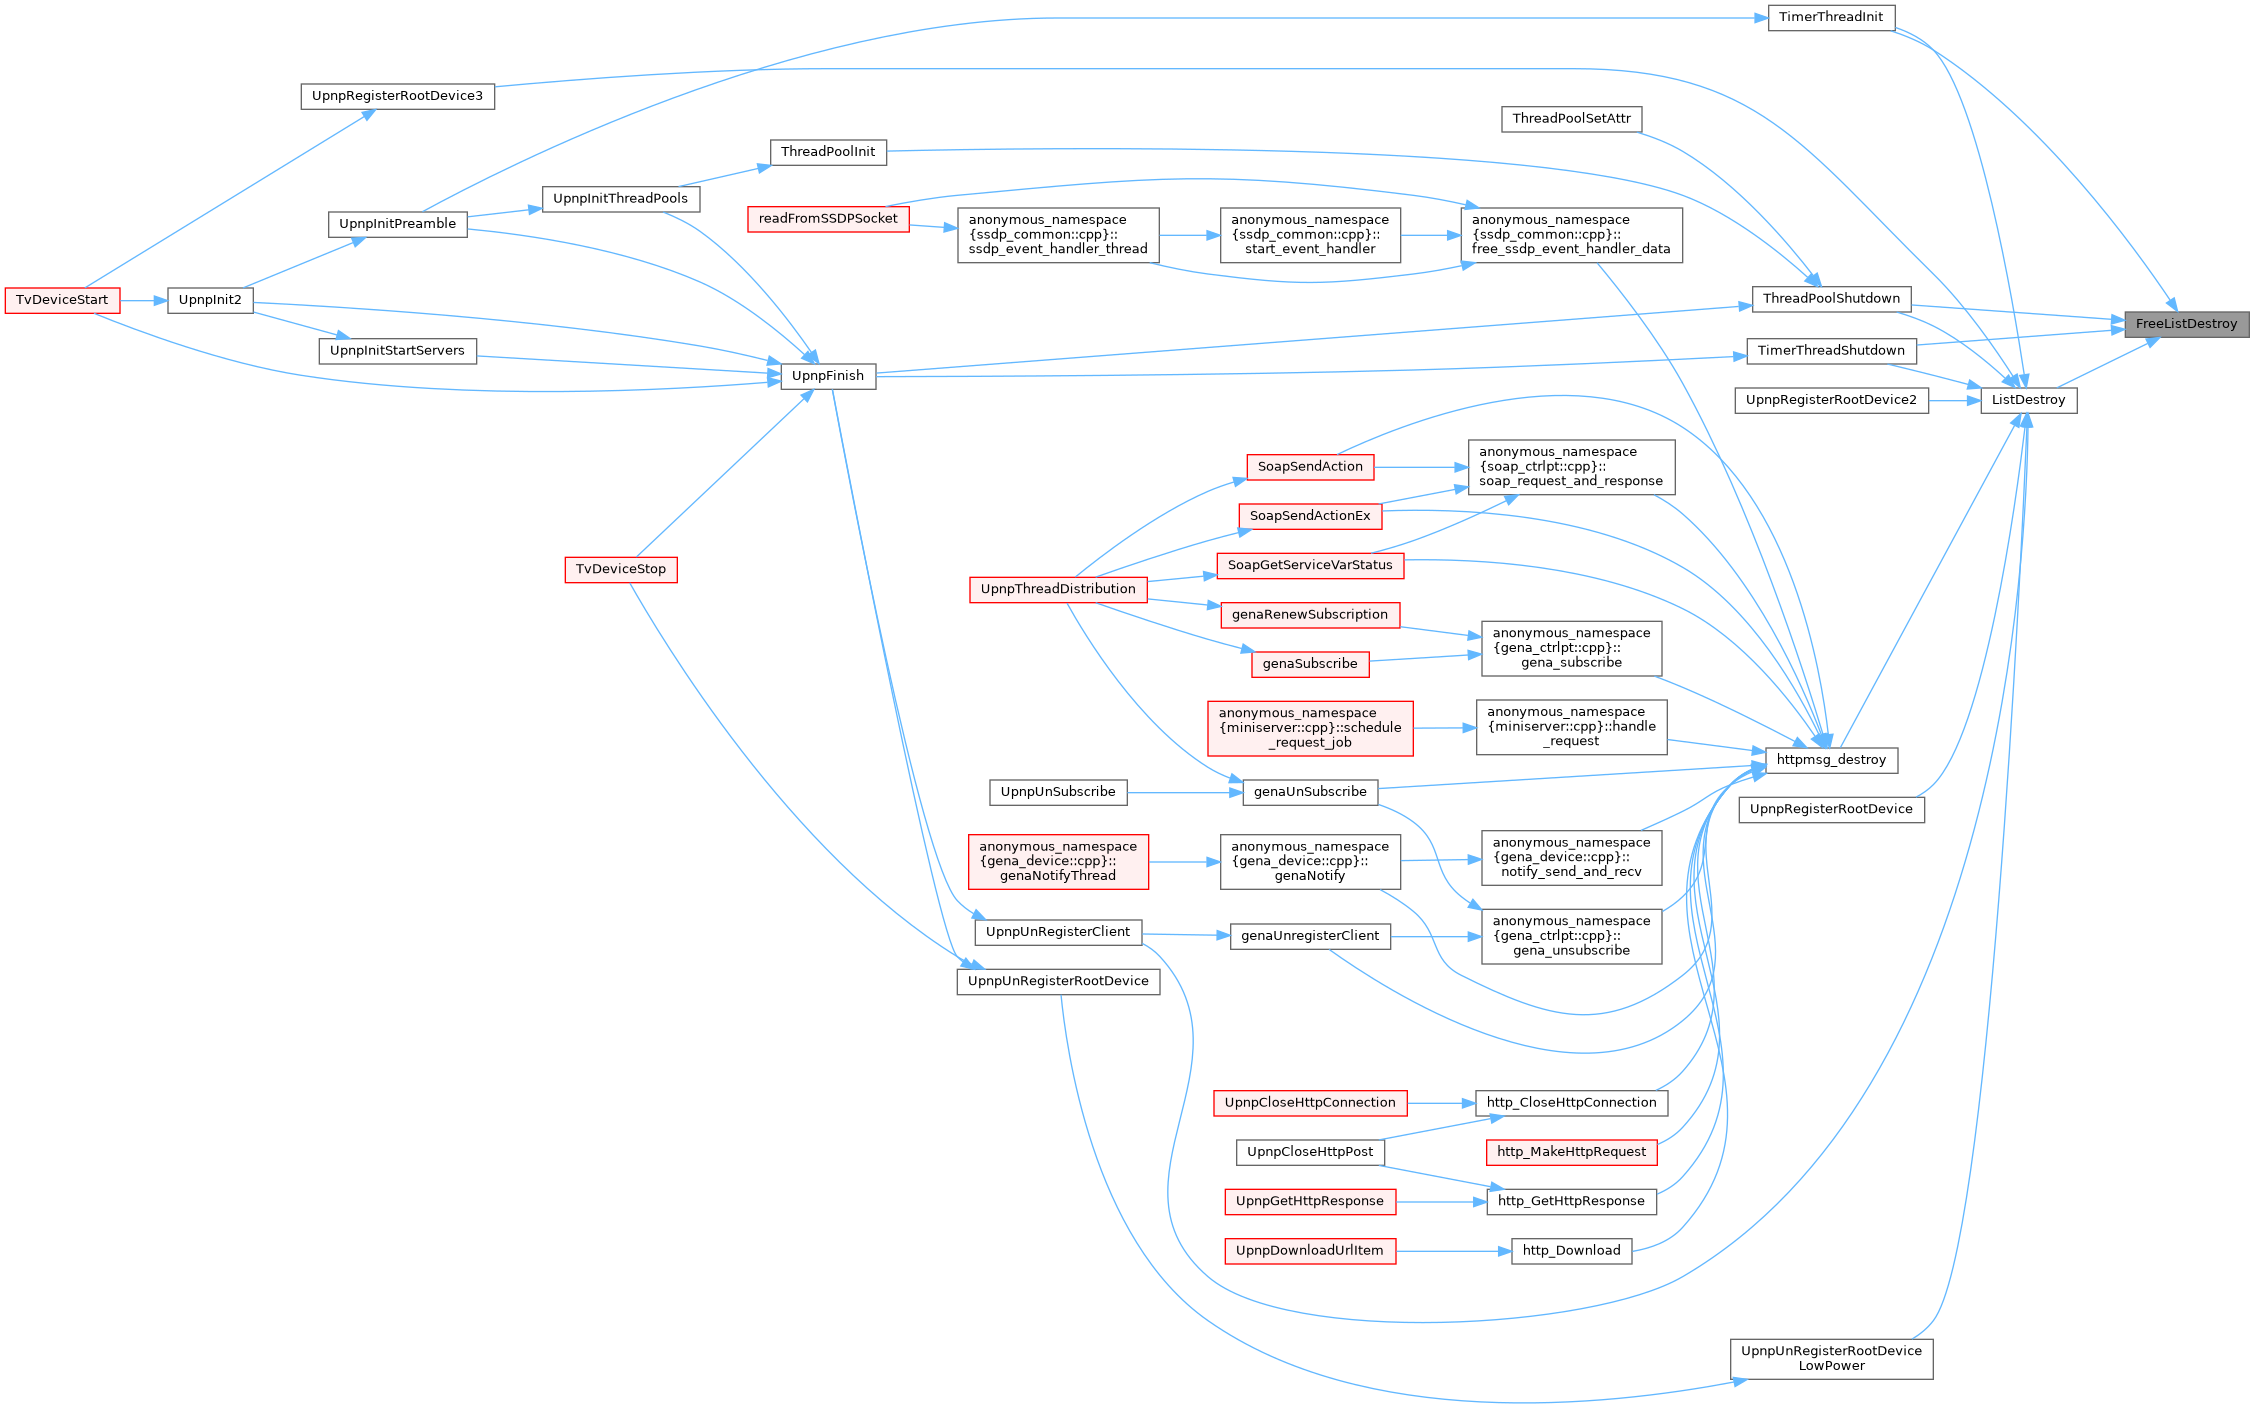 TimerThreadInit
UpnpRegisterRootDevice3
ThreadPoolSetAttr
ThreadPoolInit
UpnpInitThreadPools
readFromSSDPSocket
anonymous_namespace
{ssdp_common::cpp}::
ssdp_event_handler_thread
anonymous_namespace
{ssdp_common::cpp}::
start_event_handler
anonymous_namespace
{ssdp_common::cpp}::
free_ssdp_event_handler_data
UpnpInitPreamble
TvDeviceStart
UpnpInit2
ThreadPoolShutdown
FreeListDestroy
UpnpInitStartServers
TimerThreadShutdown
UpnpFinish
UpnpRegisterRootDevice2
ListDestroy
SoapSendAction
anonymous_namespace
{soap_ctrlpt::cpp}::
soap_request_and_response
SoapSendActionEx
SoapGetServiceVarStatus
TvDeviceStop
UpnpThreadDistribution
genaRenewSubscription
anonymous_namespace
{gena_ctrlpt::cpp}::
gena_subscribe
genaSubscribe
anonymous_namespace
{miniserver::cpp}::schedule
_request_job
anonymous_namespace
{miniserver::cpp}::handle
_request
httpmsg_destroy
UpnpUnSubscribe
genaUnSubscribe
UpnpRegisterRootDevice
anonymous_namespace
{gena_device::cpp}::
genaNotifyThread
anonymous_namespace
{gena_device::cpp}::
genaNotify
anonymous_namespace
{gena_device::cpp}::
notify_send_and_recv
UpnpUnRegisterClient
genaUnregisterClient
anonymous_namespace
{gena_ctrlpt::cpp}::
gena_unsubscribe
UpnpUnRegisterRootDevice
UpnpCloseHttpConnection
http_CloseHttpConnection
UpnpCloseHttpPost
http_MakeHttpRequest
UpnpGetHttpResponse
http_GetHttpResponse
UpnpDownloadUrlItem
http_Download
UpnpUnRegisterRootDevice
LowPower